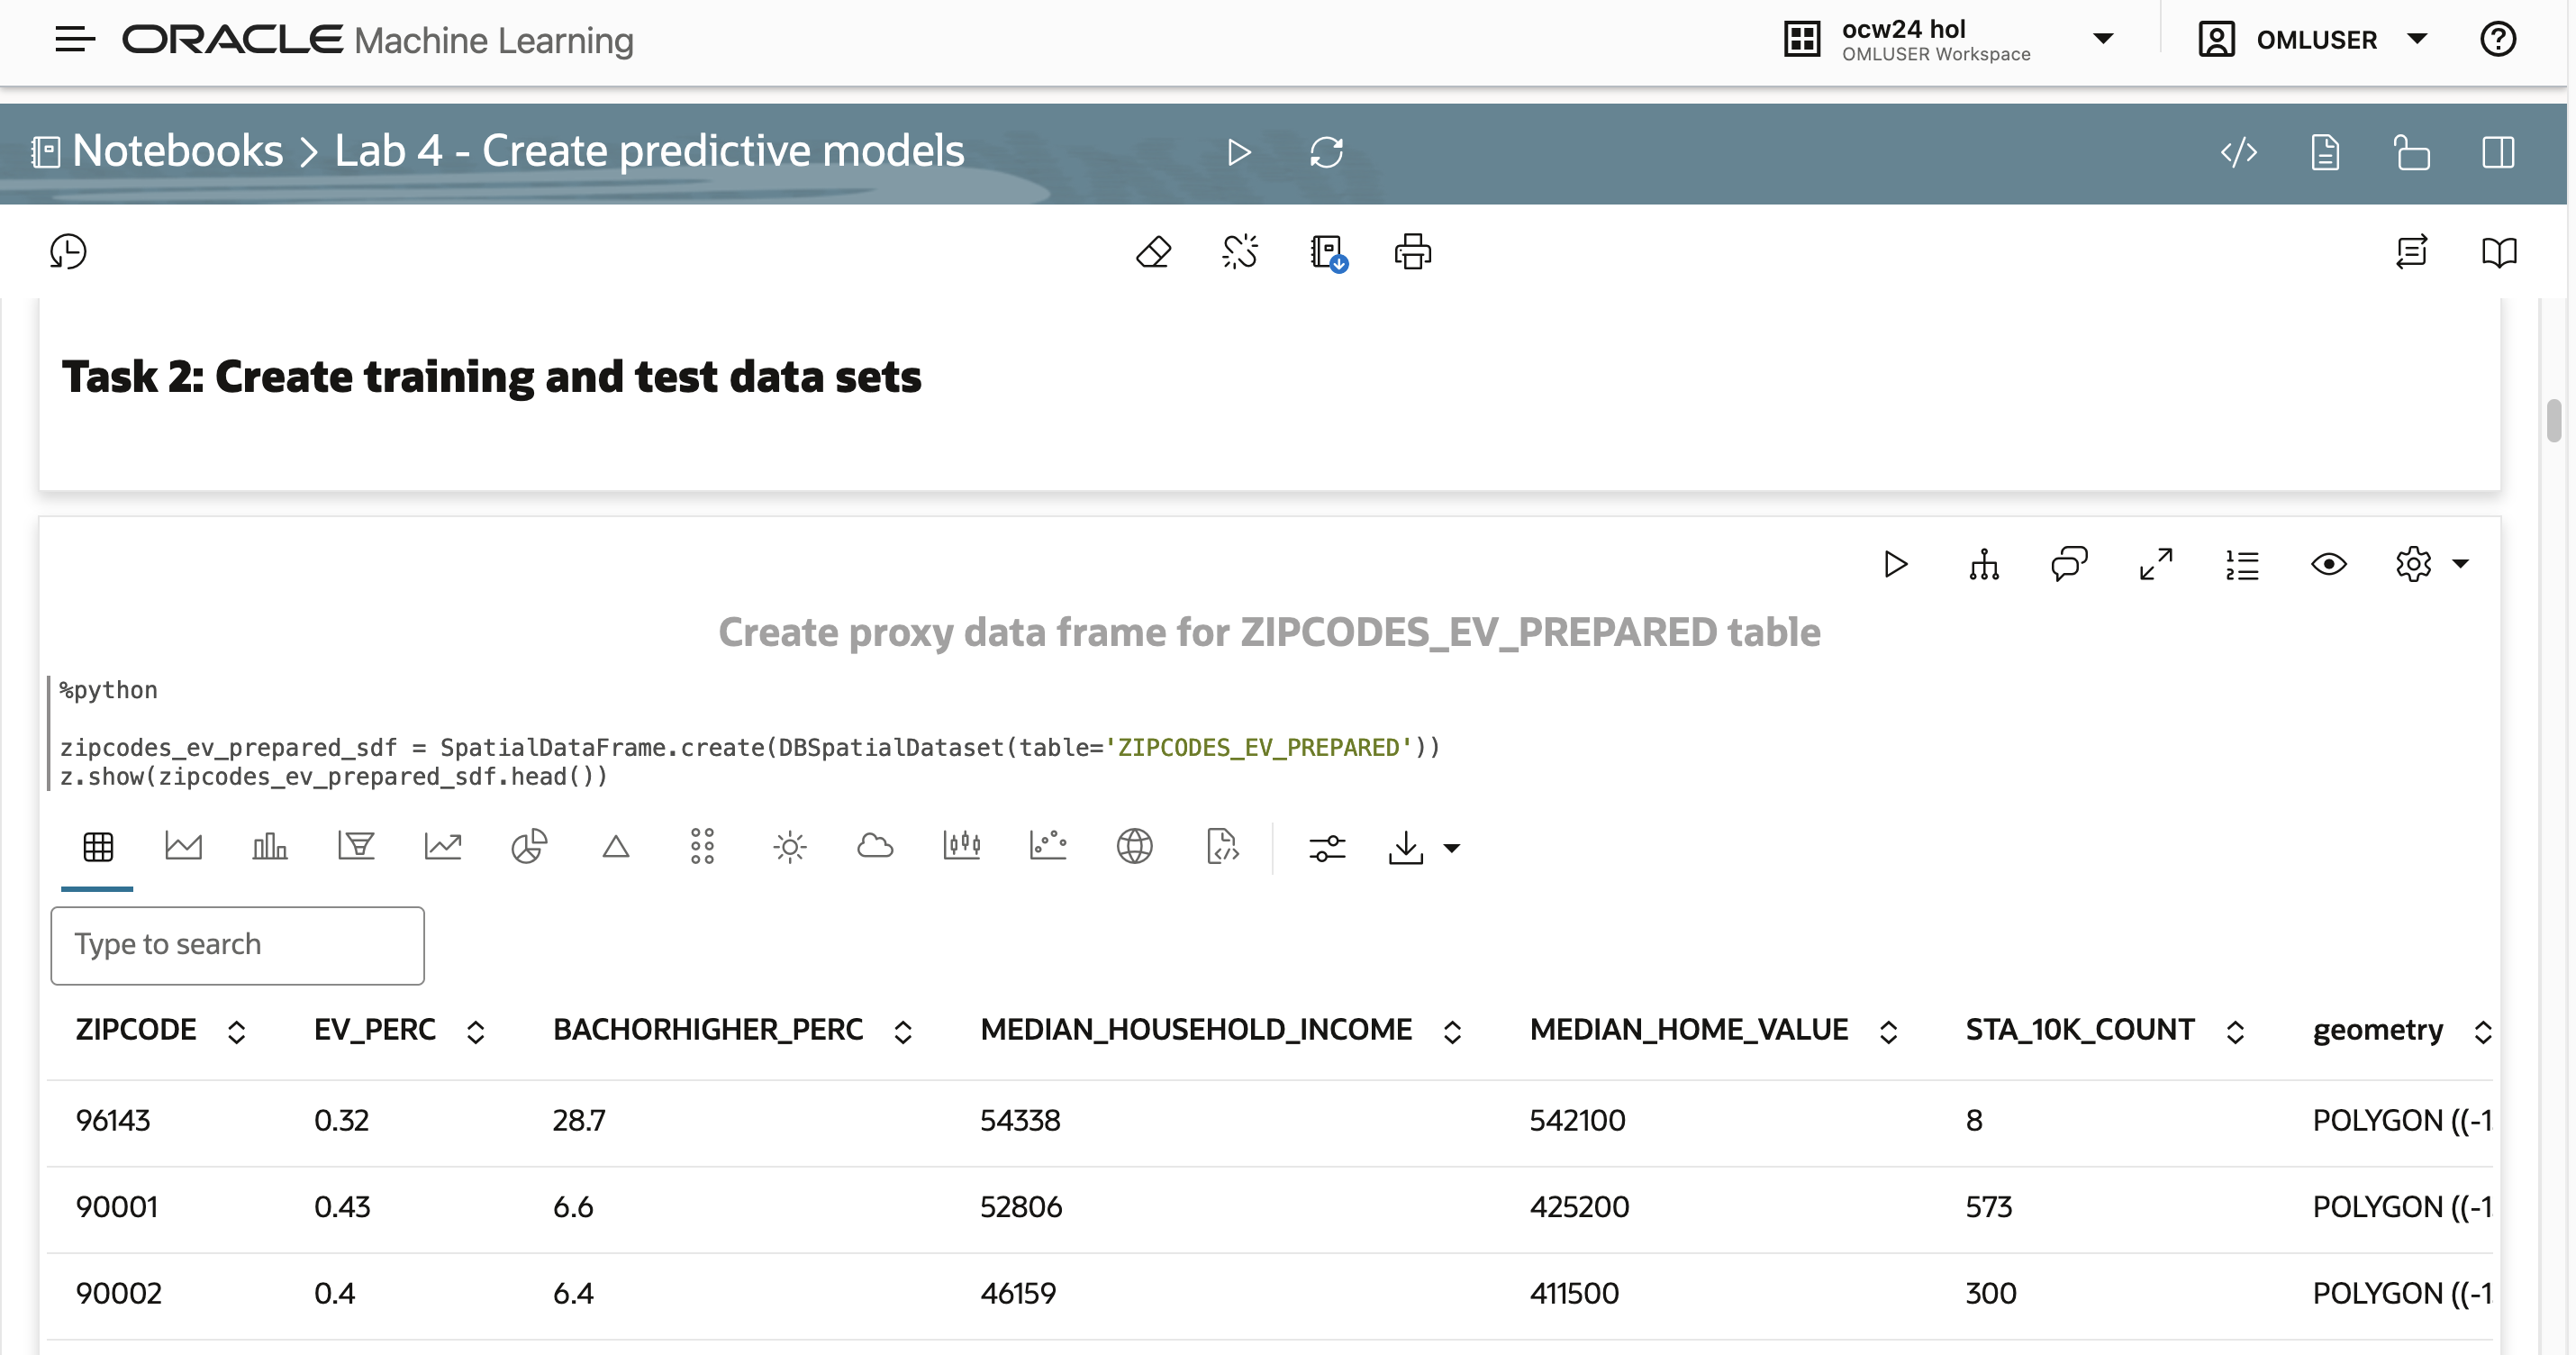 ORACLE Machine Learning
ocw24 hol
OMLUSER Workspace
OMLUSER
Notebooks > Lab 4 - Create predictive models
Task 2: Create training and test data sets
Create proxy data frame for ZIPCODES_EV_PREPARED table
%python
zipcodes_ev_prepared_sdf = SpatialDataFrame.create(DBSpatialDataset(table='ZIPCODES_EV_PREPARED'))
z.show(zipcodes_ev_prepared_sdf.head())
Type to search
ZIPCODE EV_PERC BACHORHIGHER_PERC MEDIAN_HOUSEHOLD_INCOME MEDIAN_HOME_VALUE STA_10K_COUNT geometry
96143 0.32 28.7 54338 542100 8 POLYGON ((-1
90001 0.43 6.6 52806 425200 573 POLYGON ((-1
90002 0.4 6.4 46159 411500 300 POLYGON ((-1